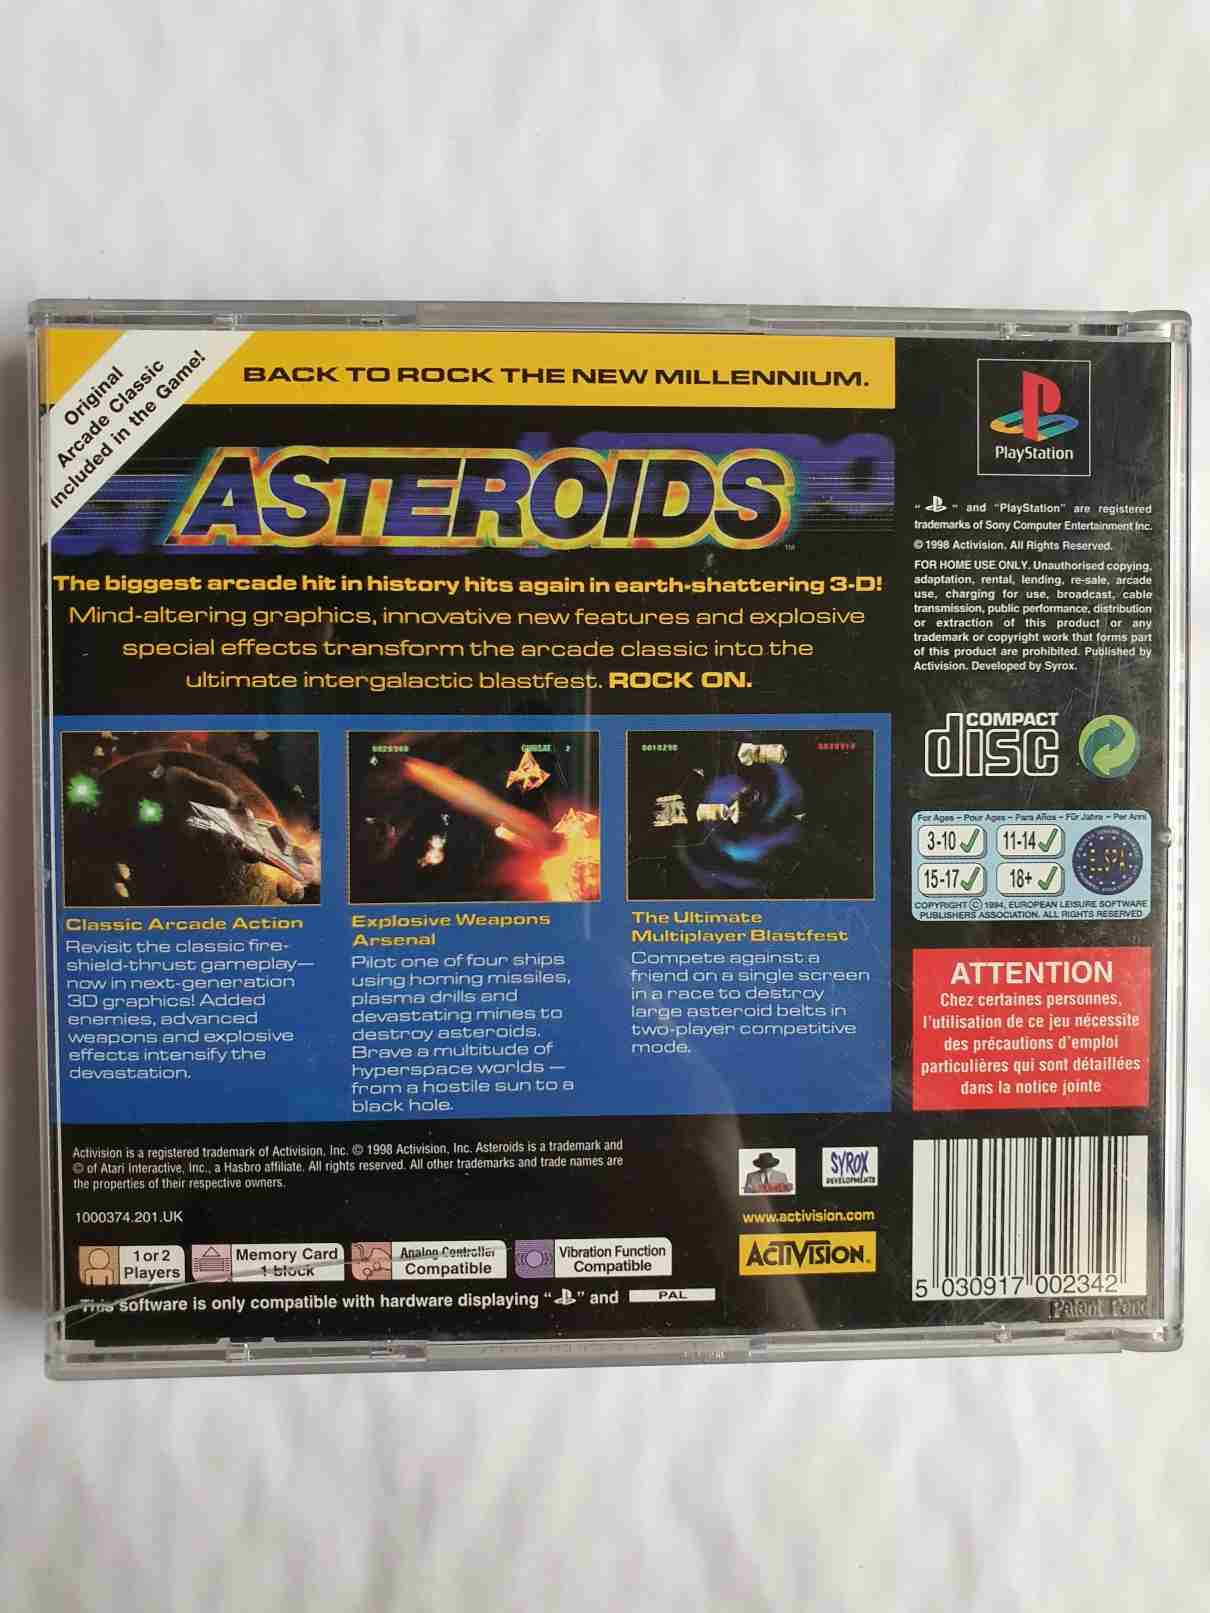 Original
Arcade Classic
Included in the Game!
BACK TO ROCK THE NEW MILLENNIUM.
ASTEROIDS
TM
The biggest arcade hit in history hits again in earth-shattering 3-D!
Mind-altering graphics, innovative new features and explosive
special effects transform the arcade classic into the
ultimate intergalactic blastfest. ROCK ON.
Classic Arcade Action
Revisit the classic fire-
shield-thrust gameplay—
now in next-generation
3D graphics! Added
enemies, advanced
weapons and explosive
effects intensify the
devastation.
Explosive Weapons
Arsenal
Pilot one of four ships
using homing missiles,
plasma drills and
devastating mines to
destroy asteroids.
Brave a multitude of
hyperspace worlds —
from a hostile sun to a
black hole.
The Ultimate
Multiplayer Blastfest
Compete against a
friend on a single screen
in a race to destroy
large asteroid belts in
two-player competitive
mode.
Activision is a registered trademark of Activision, Inc. © 1998 Activision, Inc. Asteroids is a trademark and
© of Atari Interactive, Inc., a Hasbro affiliate. All rights reserved. All other trademarks and trade names are
the properties of their respective owners.
1000374.201.UK
1 or 2
Players
Memory Card
1 block
Analog Controller
Compatible
Vibration Function
Compatible
This software is only compatible with hardware displaying " " and PAL
SYROX
DEVELOPMENTS
www.activision.com
ACTIVISION.
PlayStation
" " and "PlayStation" are registered
trademarks of Sony Computer Entertainment Inc.
© 1998 Activision. All Rights Reserved.
FOR HOME USE ONLY. Unauthorised copying,
adaptation, rental, lending, re-sale, arcade
use, charging for use, broadcast, cable
transmission, public performance, distribution
or extraction of this product or any
trademark or copyright work that forms part
of this product are prohibited. Published by
Activision. Developed by Syrox.
COMPACT
disc
For Ages – Pour Ages – Para Años – Für Jahre – Per Anni
3-10 11-14
15-17 18+
COPYRIGHT © 1994, EUROPEAN LEISURE SOFTWARE
PUBLISHERS ASSOCIATION. ALL RIGHTS RESERVED
ATTENTION
Chez certaines personnes,
l'utilisation de ce jeu nécessite
des précautions d'emploi
particulières qui sont détaillées
dans la notice jointe
5 030917 002342
Patent Pend